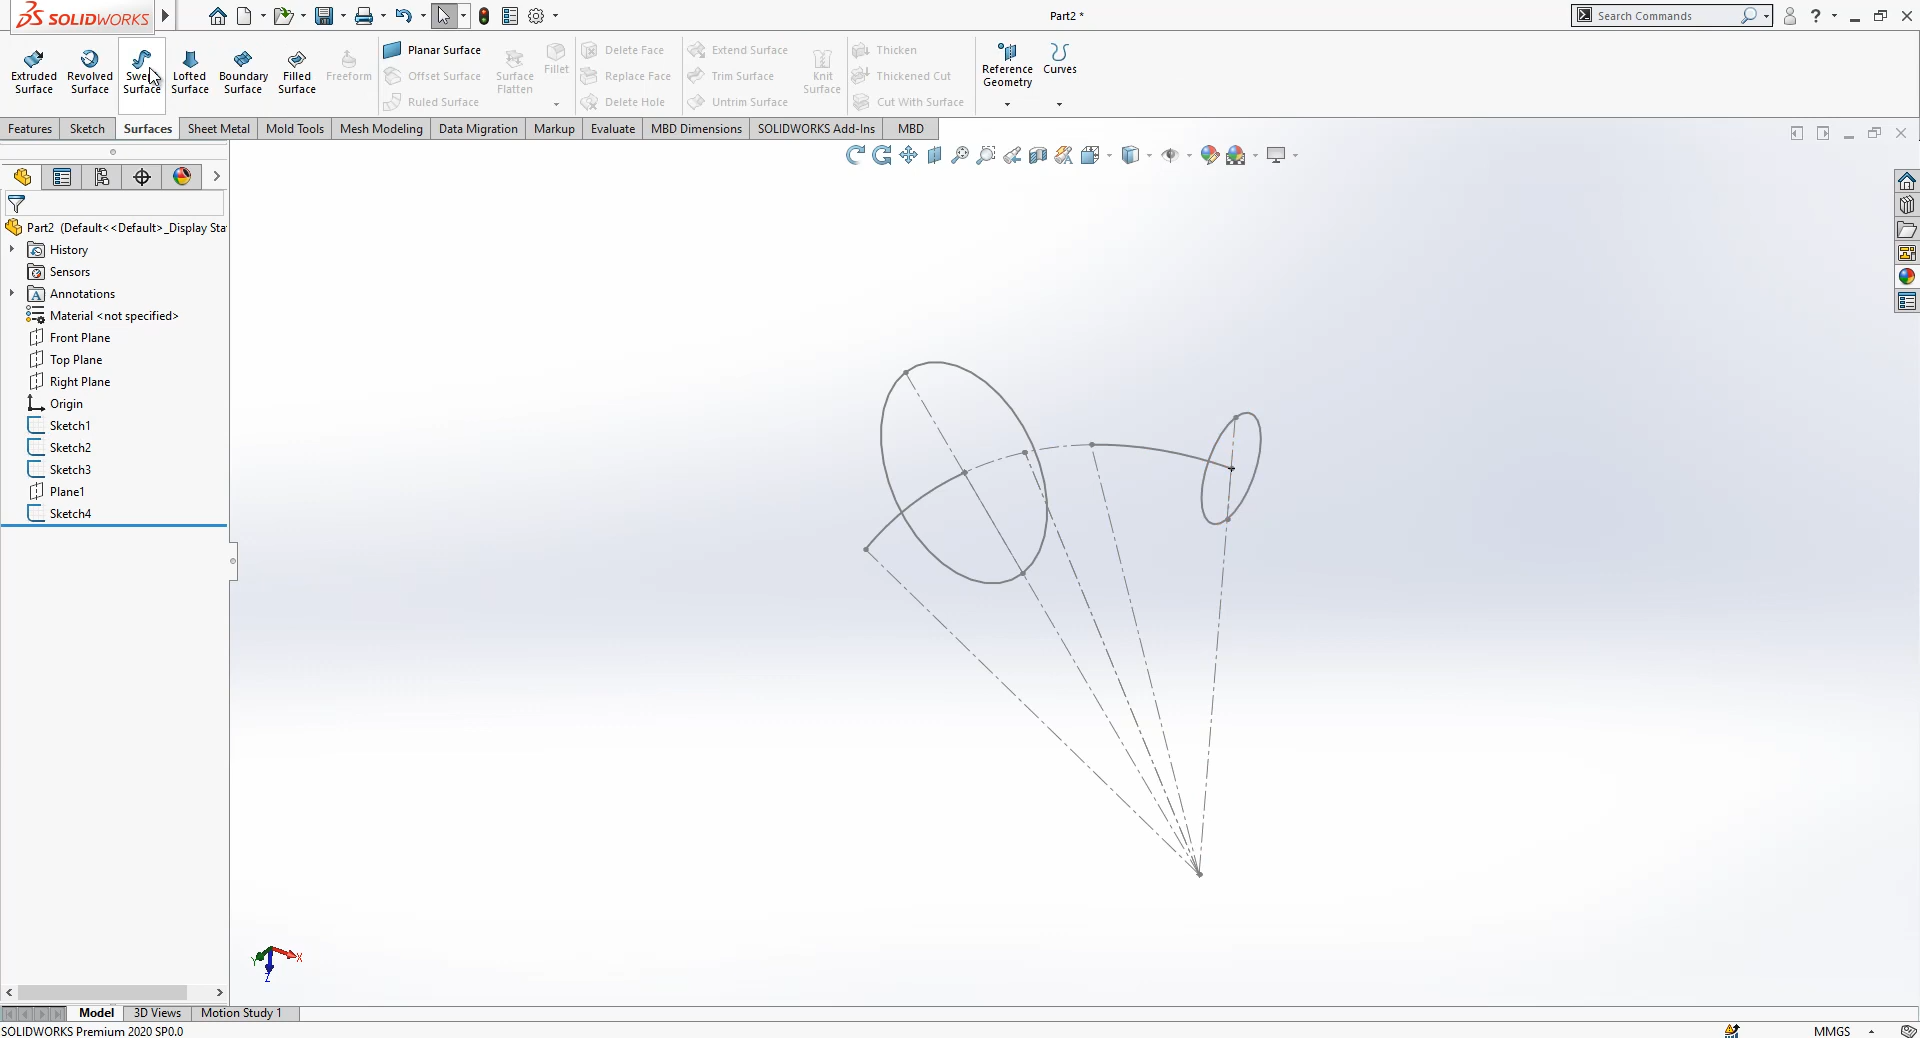 SOLIDWORKS
Part2 *
Search Commands
Extruded Surface
Revolved Surface
Swept Surface
Lofted Surface
Boundary Surface
Filled Surface
Freeform
Planar Surface
Offset Surface
Ruled Surface
Surface Flatten
Fillet
Delete Face
Replace Face
Delete Hole
Extend Surface
Trim Surface
Untrim Surface
Knit Surface
Thicken
Thickened Cut
Cut With Surface
Reference Geometry
Curves
Features Sketch Surfaces Sheet Metal Mold Tools Mesh Modeling Data Migration Markup Evaluate MBD Dimensions SOLIDWORKS Add-Ins MBD
Part2 (Default<<Default>_Display Sta
History
Sensors
Annotations
Material <not specified>
Front Plane
Top Plane
Right Plane
Origin
Sketch1
Sketch2
Sketch3
Plane1
Sketch4
X
Y
Z
Model 3D Views Motion Study 1
SOLIDWORKS Premium 2020 SP0.0
MMGS